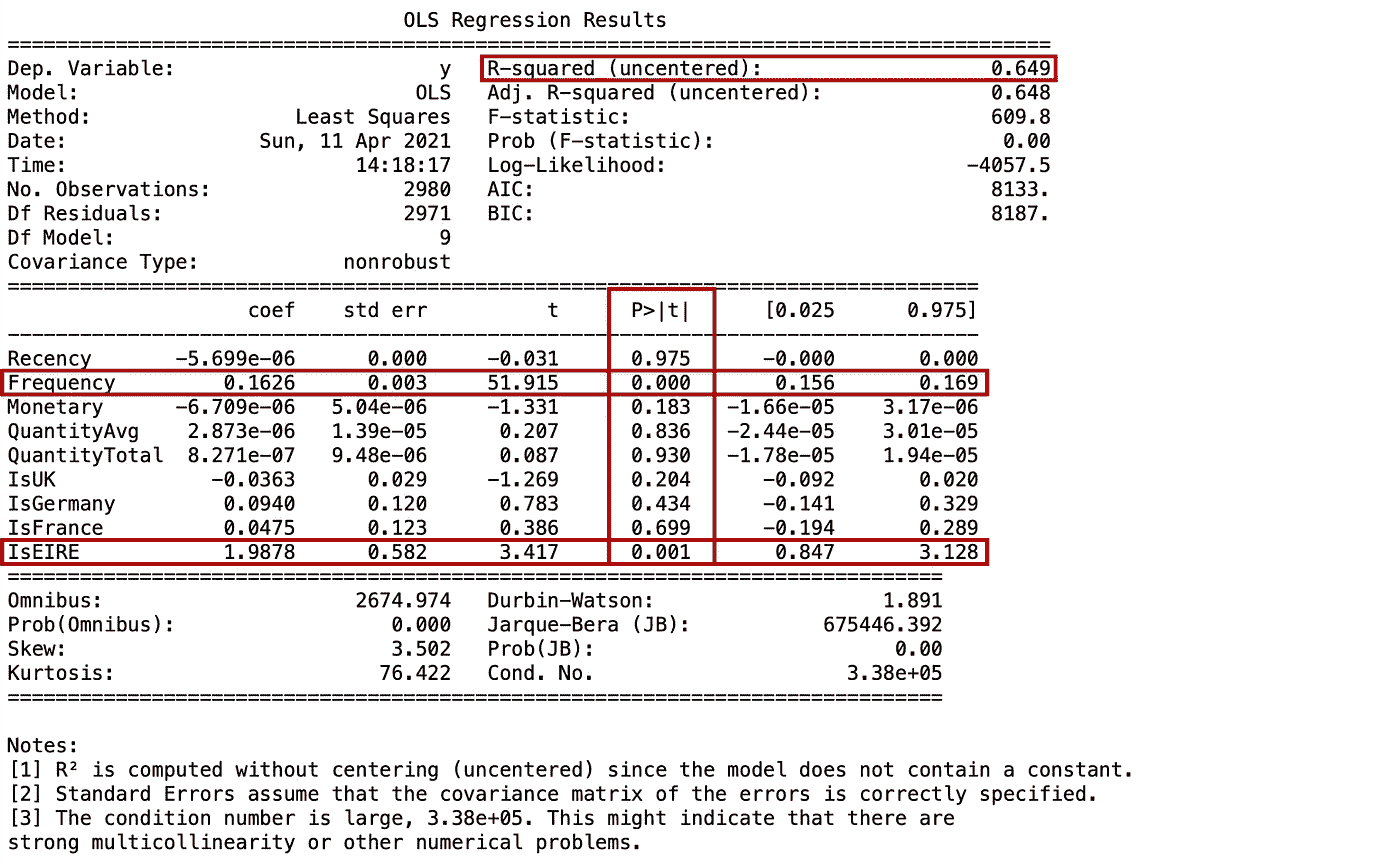 OLS Regression Results
==============================================================================
Dep. Variable: y R-squared (uncentered): 0.649
Model: OLS Adj. R-squared (uncentered): 0.648
Method: Least Squares F-statistic: 609.8
Date: Sun, 11 Apr 2021 Prob (F-statistic): 0.00
Time: 14:18:17 Log-Likelihood: -4057.5
No. Observations: 2980 AIC: 8133.
Df Residuals: 2971 BIC: 8187.
Df Model: 9
Covariance Type: nonrobust
==============================================================================
coef std err t P>|t| [0.025 0.975]
------------------------------------------------------------------------------
Recency -5.699e-06 0.000 -0.031 0.975 -0.000 0.000
Frequency 0.1626 0.003 51.915 0.000 0.156 0.169
Monetary -6.709e-06 5.04e-06 -1.331 0.183 -1.66e-05 3.17e-06
QuantityAvg 2.873e-06 1.39e-05 0.207 0.836 -2.44e-05 3.01e-05
QuantityTotal 8.271e-07 9.48e-06 0.087 0.930 -1.78e-05 1.94e-05
IsUK -0.0363 0.029 -1.269 0.204 -0.092 0.020
IsGermany 0.0940 0.120 0.783 0.434 -0.141 0.329
IsFrance 0.0475 0.123 0.386 0.699 -0.194 0.289
IsEIRE 1.9878 0.582 3.417 0.001 0.847 3.128
==============================================================================
Omnibus: 2674.974 Durbin-Watson: 1.891
Prob(Omnibus): 0.000 Jarque-Bera (JB): 675446.392
Skew: 3.502 Prob(JB): 0.00
Kurtosis: 76.422 Cond. No. 3.38e+05
==============================================================================
Notes:
[1] R² is computed without centering (uncentered) since the model does not contain a constant.
[2] Standard Errors assume that the covariance matrix of the errors is correctly specified.
[3] The condition number is large, 3.38e+05. This might indicate that there are
strong multicollinearity or other numerical problems.